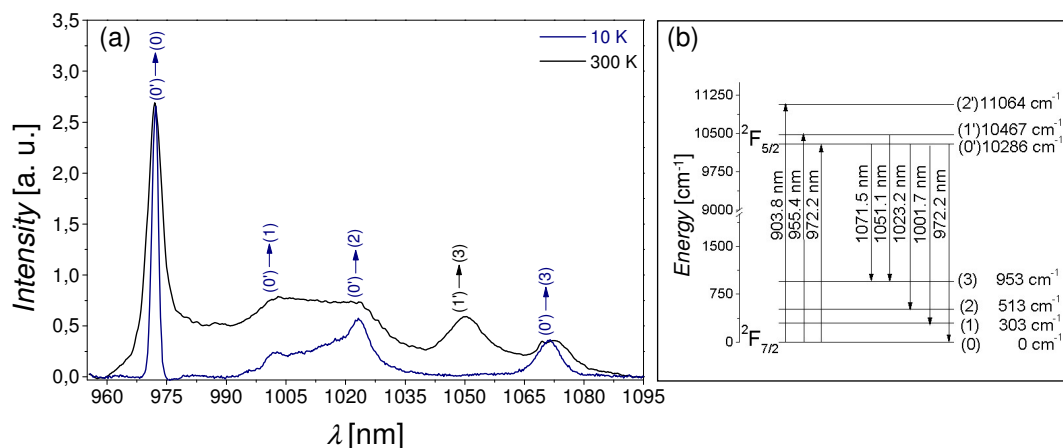 (a)
10 K
300 K
3,5
3,0
2,5
2,0
1,5
1,0
0,5
0,0
Intensity [a. u.]
(0')→(0)
(0')→(1)
(0')→(2)
(1')→(3)
(0')→(3)
960 975 990 1005 1020 1035 1050 1065 1080 1095
λ [nm]
(b)
Energy [cm⁻¹]
11250
10500
9750
9000
1500
750
0
²F₅/₂
²F₇/₂
(2') 11064 cm⁻¹
(1') 10467 cm⁻¹
(0') 10286 cm⁻¹
903.8 nm
955.4 nm
972.2 nm
1071.5 nm
1051.1 nm
1023.2 nm
1001.7 nm
972.2 nm
(3) 953 cm⁻¹
(2) 513 cm⁻¹
(1) 303 cm⁻¹
(0) 0 cm⁻¹